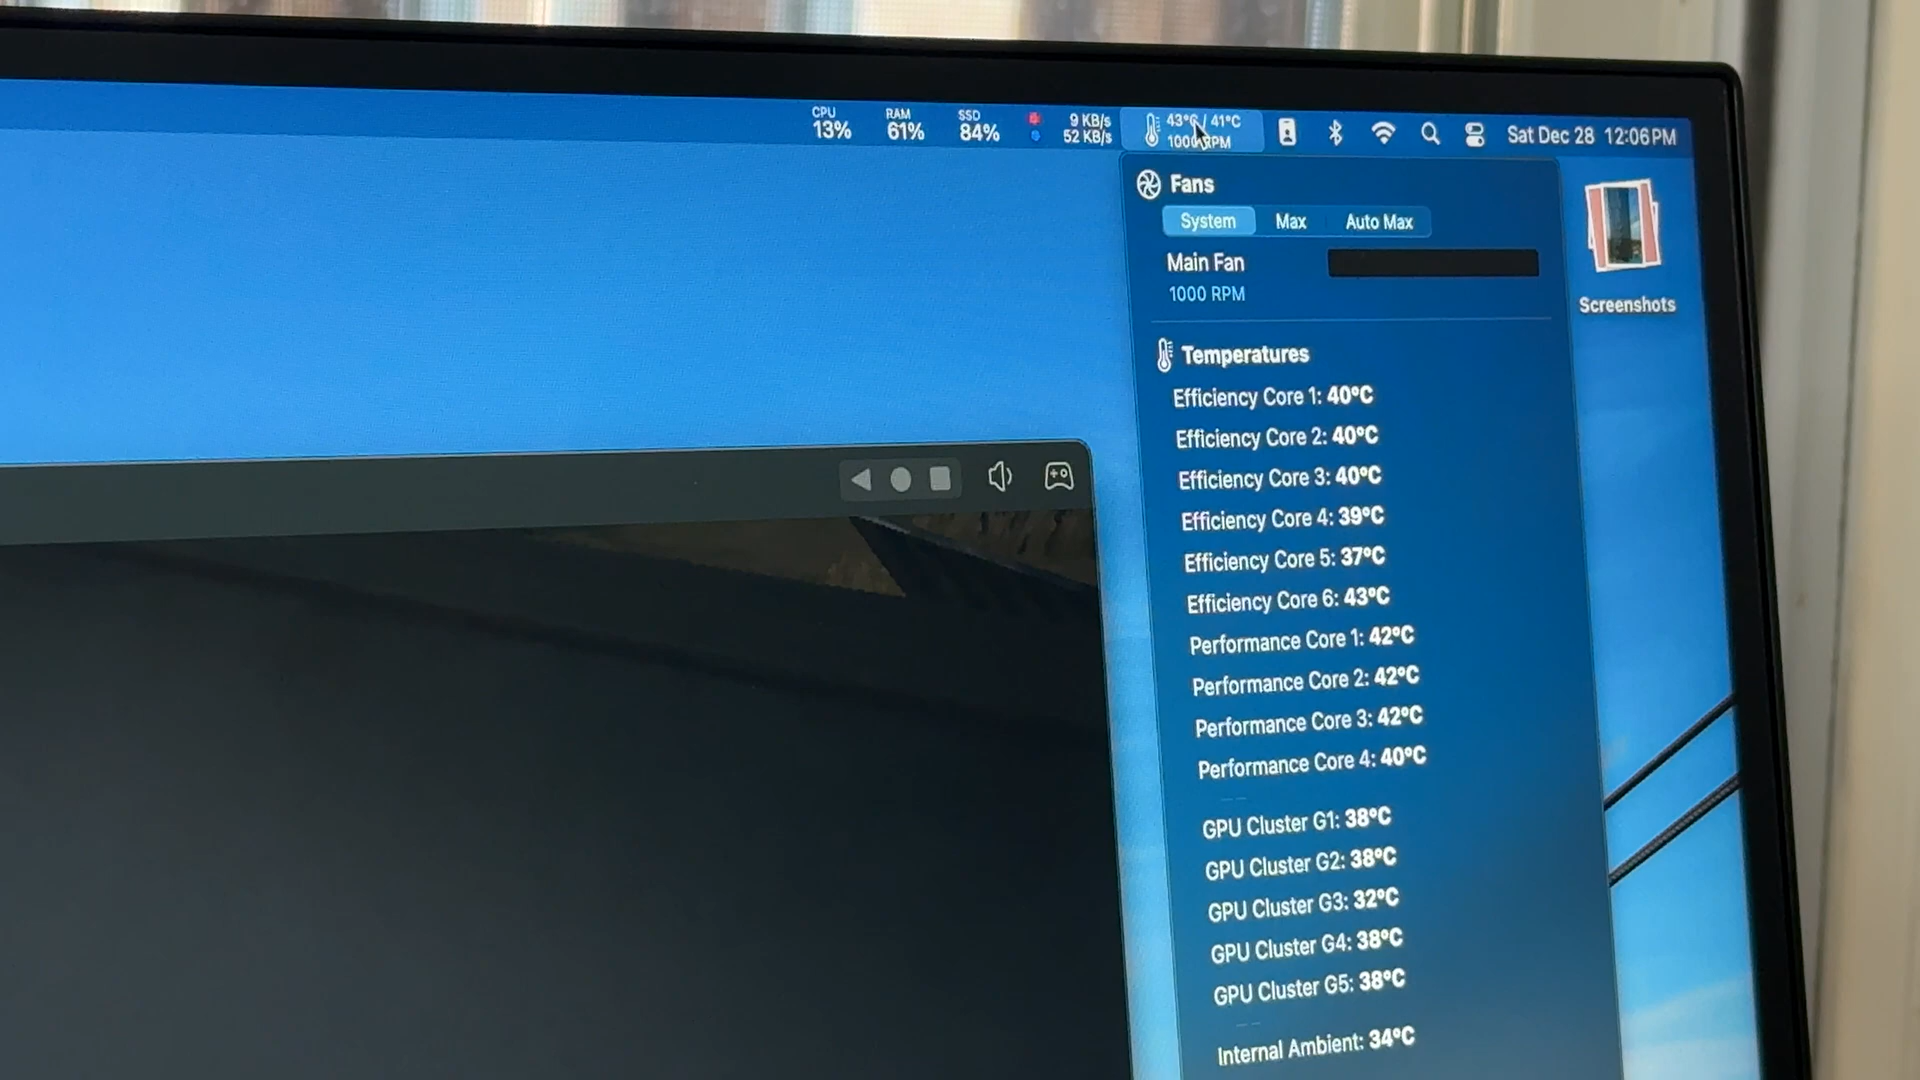 CPU
13%
RAM
61%
SSD
84%
9 KB/s
52 KB/s
43°C / 41°C
1000 RPM
Sat Dec 28 12:06 PM
Fans
System Max Auto Max
Main Fan
1000 RPM
Screenshots
Temperatures
Efficiency Core 1: 40°C
Efficiency Core 2: 40°C
Efficiency Core 3: 40°C
Efficiency Core 4: 39°C
Efficiency Core 5: 37°C
Efficiency Core 6: 43°C
Performance Core 1: 42°C
Performance Core 2: 42°C
Performance Core 3: 42°C
Performance Core 4: 40°C
GPU Cluster G1: 38°C
GPU Cluster G2: 38°C
GPU Cluster G3: 32°C
GPU Cluster G4: 38°C
GPU Cluster G5: 38°C
Internal Ambient: 34°C